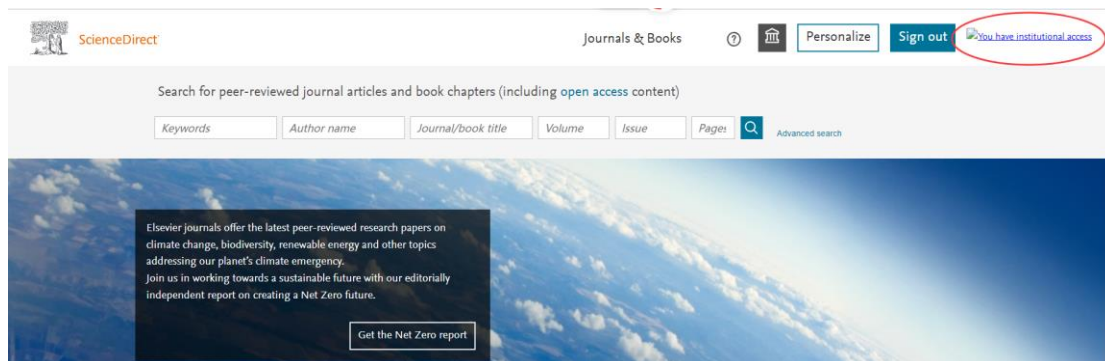 ScienceDirect
Journals & Books
?
Personalize
Sign out
You have institutional access
Search for peer-reviewed journal articles and book chapters (including open access content)
Keywords
Author name
Journal/book title
Volume
Issue
Page
Advanced search
Elsevier journals offer the latest peer-reviewed research papers on
climate change, biodiversity, renewable energy and other topics
addressing our planet's climate emergency.
Join us in working towards a sustainable future with our editorially
independent report on creating a Net Zero future.
Get the Net Zero report